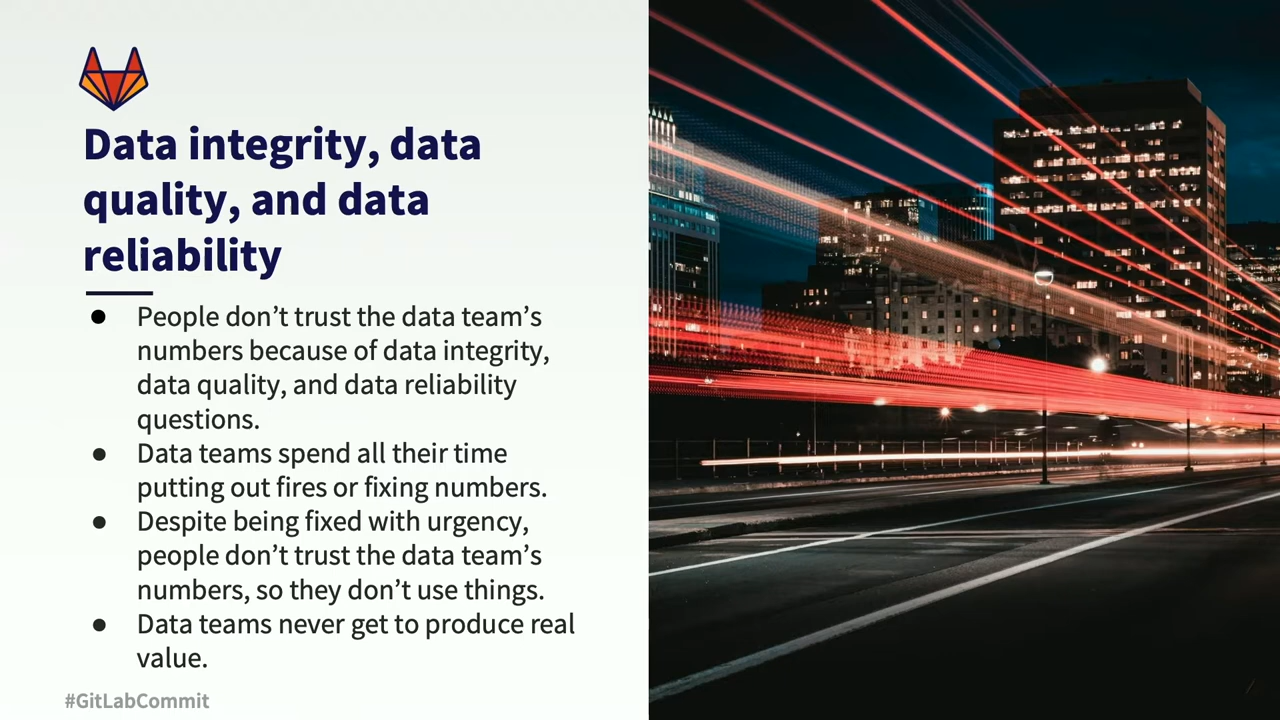 Data integrity, data
quality, and data
reliability
● People don’t trust the data team’s
numbers because of data integrity,
data quality, and data reliability
questions.
● Data teams spend all their time
putting out fires or fixing numbers.
● Despite being fixed with urgency,
people don’t trust the data team’s
numbers, so they don’t use things.
● Data teams never get to produce real
value.
#GitLabCommit